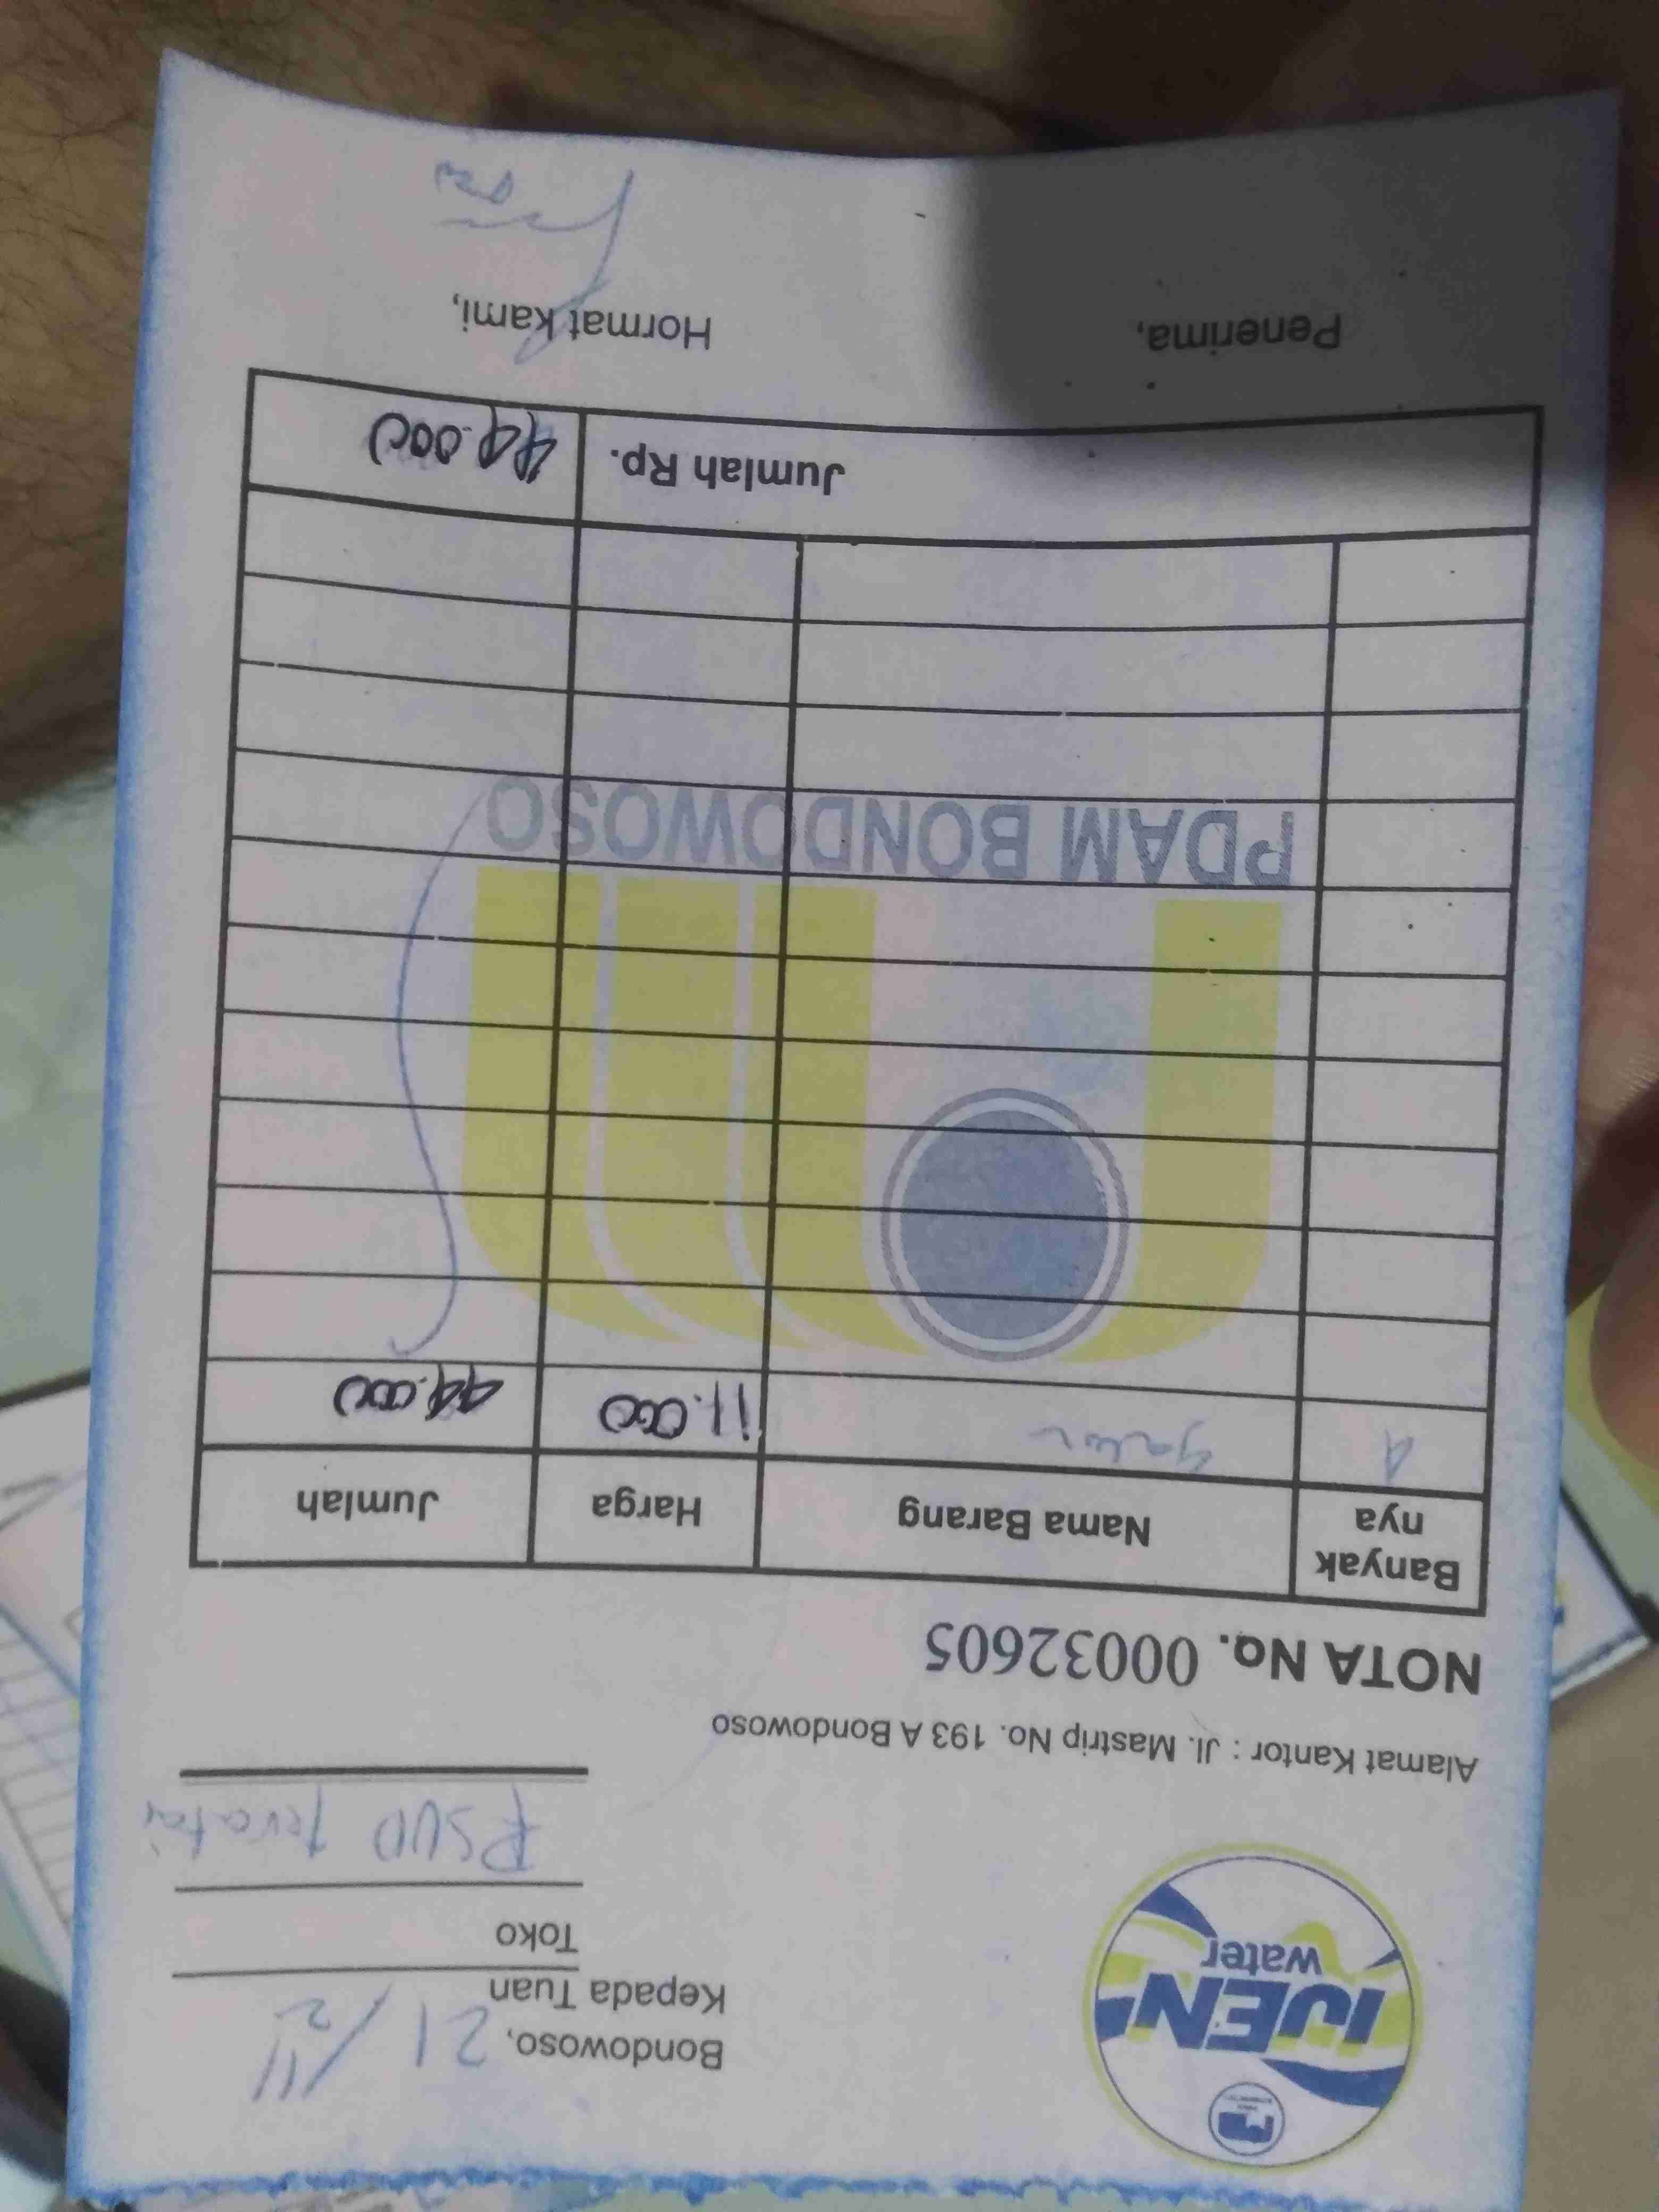 IJEN
water
Bondowoso, 21/11
Kepada Tuan
Toko
RSUD
Alamat Kantor : Jl. Mastrip No. 193 A Bondowoso
NOTA No. 00032605
Banyak nya Nama Barang Harga Jumlah
4 galon 11.000 44.000
PDAM BONDOWOSO
Jumlah Rp. 44.000
Penerima, Hormat kami,